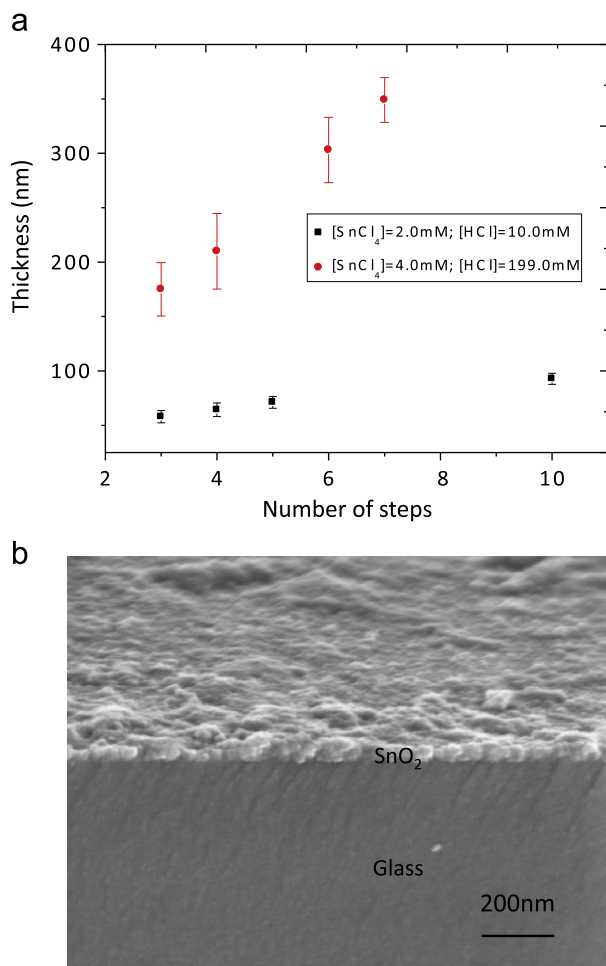 a
400
300
200
100
Thickness (nm)
[SnCl4]=2.0mM; [HCl]=10.0mM
[SnCl4]=4.0mM; [HCl]=199.0mM
2 4 6 8 10
Number of steps
b
SnO2
Glass
200nm